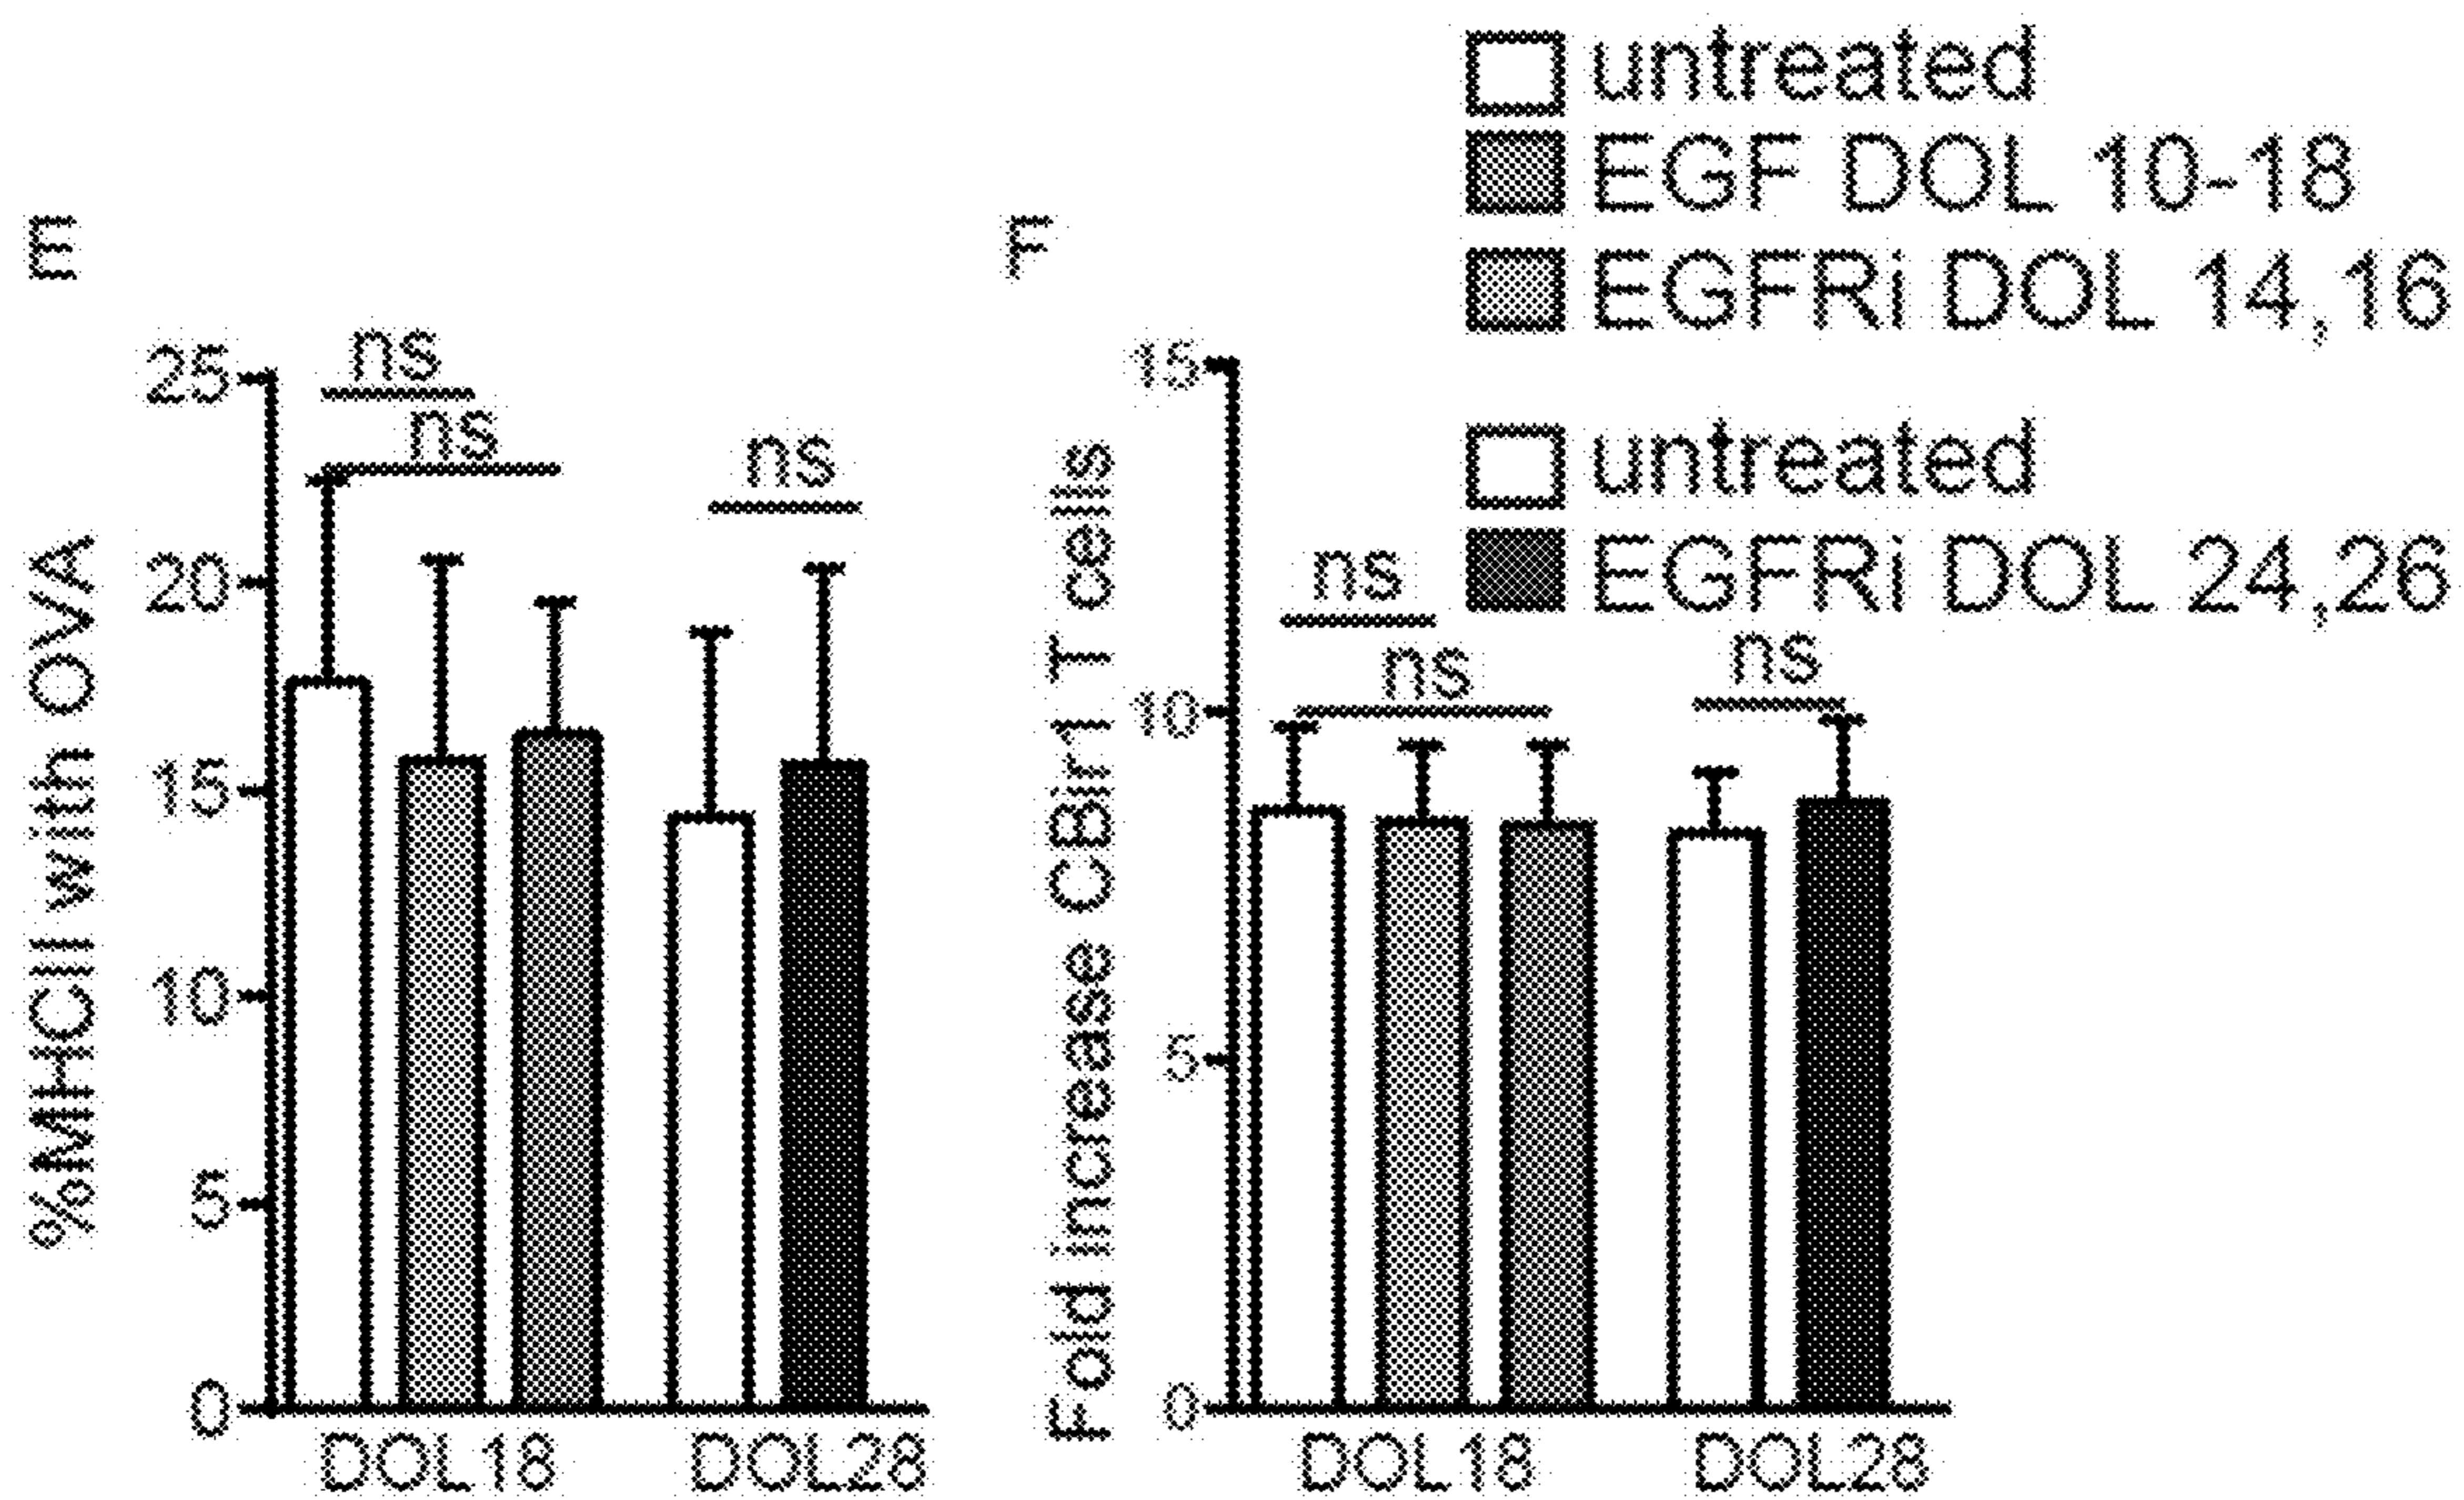 untreated
EGF DOL 10-18
EGFRi DOL 14,16
untreated
EGFRi DOL 24,26
E
%MHCII with OVA
25
20
15
10
5
0
ns
ns
ns
DOL18
DOL28
F
Fold increase CBir1 T cells
15
10
5
0
ns
ns
ns
DOL18
DOL28